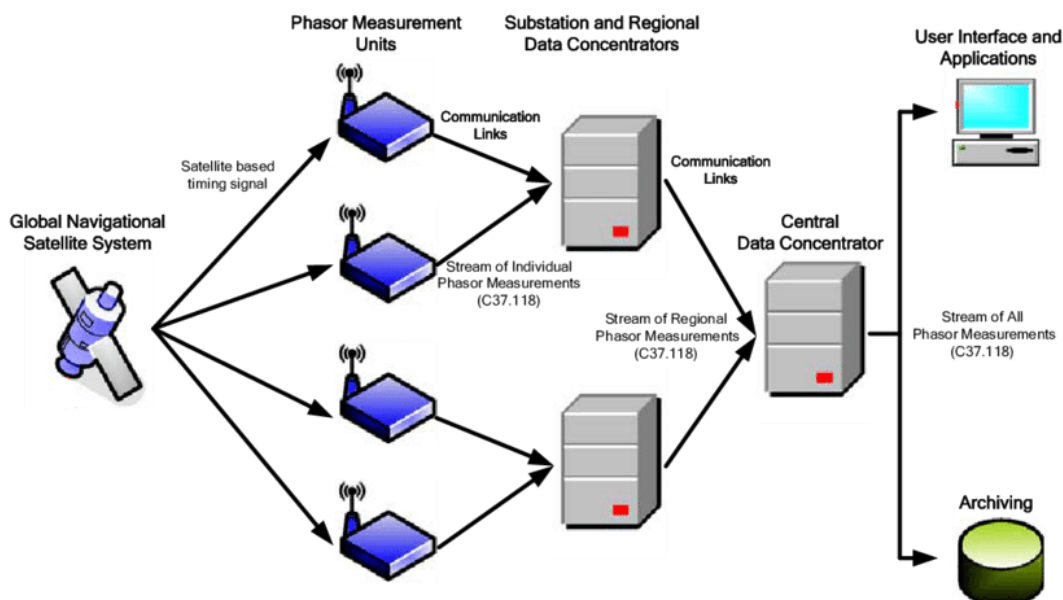 Phasor Measurement
Units
Substation and Regional
Data Concentrators
User Interface and
Applications
Communication
Links
Satellite based
timing signal
Communication
Links
Global Navigational
Satellite System
Central
Data Concentrator
Stream of Individual
Phasor Measurements
(C37.118)
Stream of Regional
Phasor Measurements
(C37.118)
Stream of All
Phasor Measurements
(C37.118)
Archiving